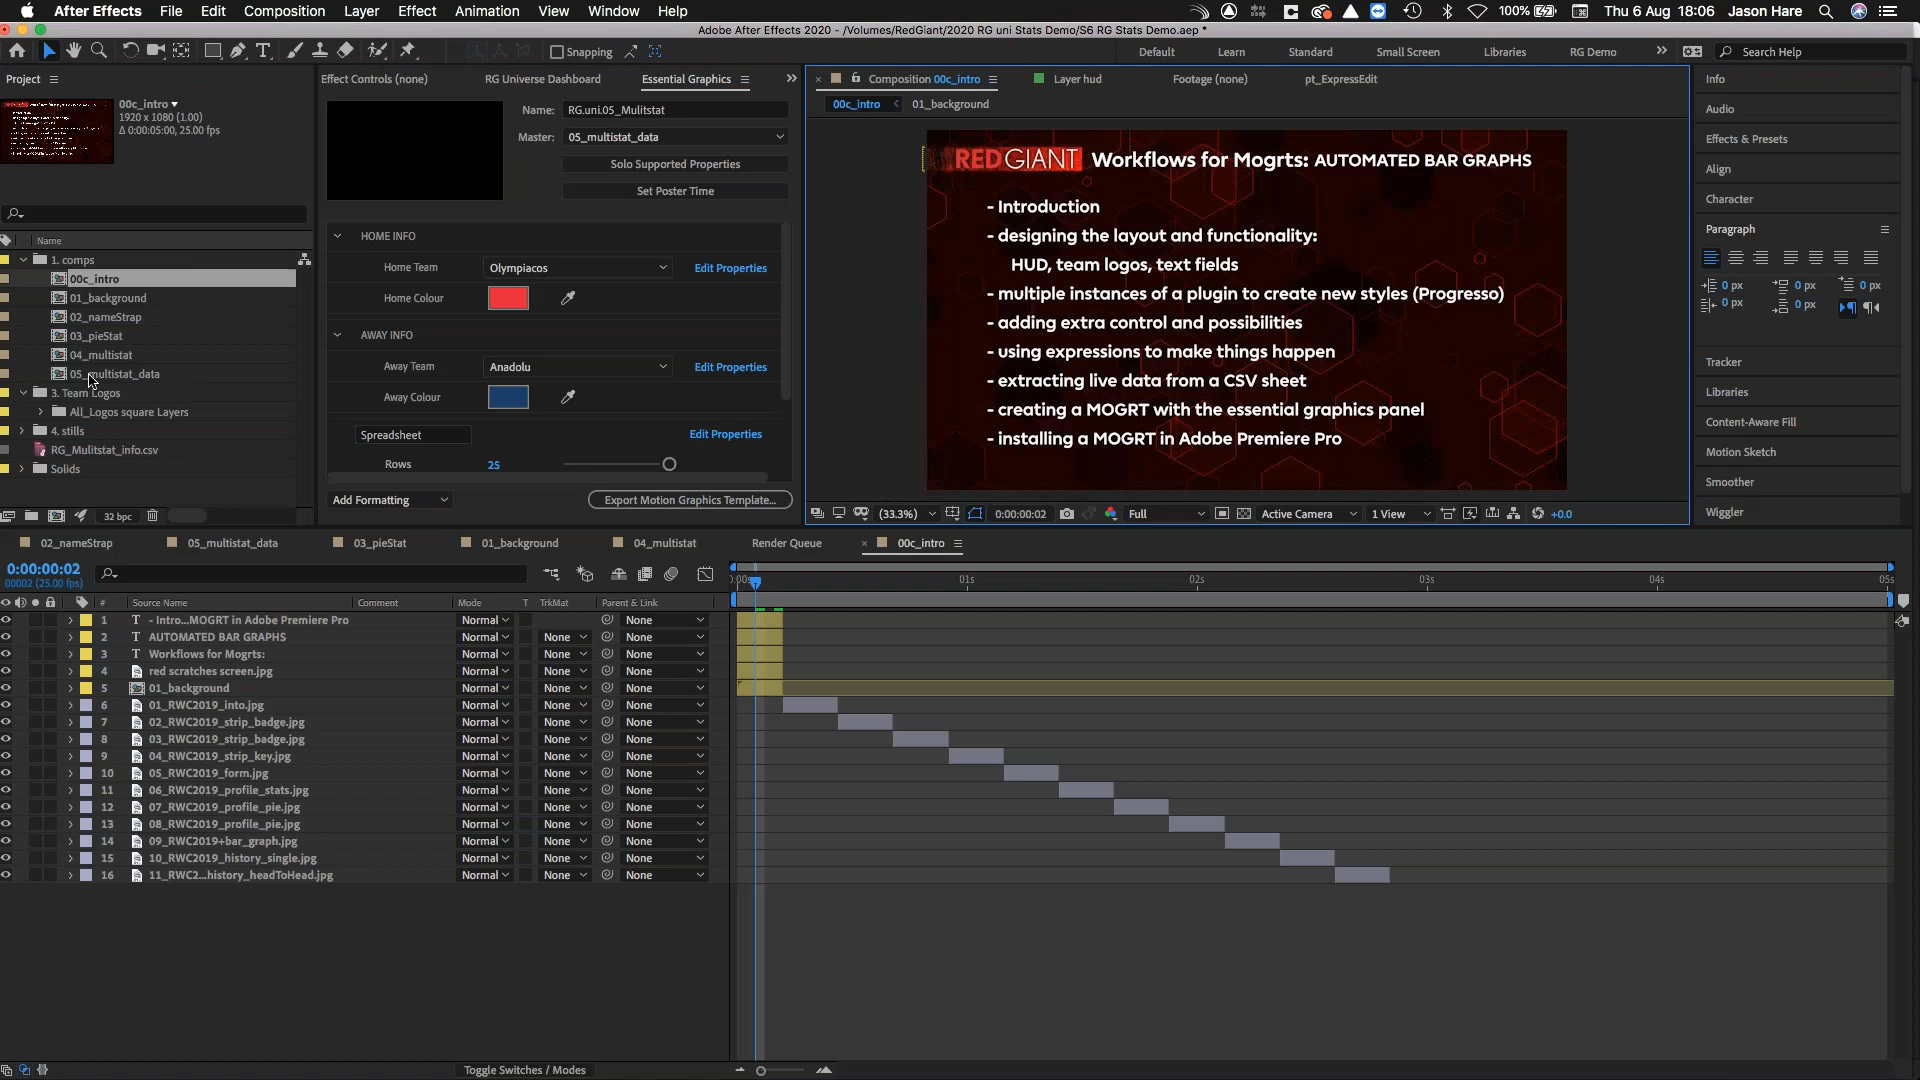 After Effects File Edit Composition Layer Effect Animation View Window Help 100% Thu 6 Aug 18:06 Jason Hare
Adobe After Effects 2020 - /Volumes/RedGiant/2020 RG uni Stats Demo/S6 RG Stats Demo.aep *
Snapping Default Learn Standard Small Screen Libraries RG Demo Search Help
Project
00c_intro
1920 x 1080 (1.00)
Δ 0:00:05:00, 25.00 fps
Name
1. comps
00c_intro
01_background
02_nameStrap
03_pieStat
04_multistat
05_multistat_data
3. Team Logos
All_Logos square Layers
4. stills
RG_Mulitstat_info.csv
Solids
32 bpc
Effect Controls (none) RG Universe Dashboard Essential Graphics
Name: RG.uni.05_Mulitstat
Master: 05_multistat_data
Solo Supported Properties
Set Poster Time
HOME INFO
Home Team Olympiacos Edit Properties
Home Colour
AWAY INFO
Away Team Anadolu Edit Properties
Away Colour
Spreadsheet Edit Properties
Rows 25
Add Formatting Export Motion Graphics Template...
Composition 00c_intro Layer hud Footage (none) pt_ExpressEdit
00c_intro 01_background
REDGIANT Workflows for Mogrts: AUTOMATED BAR GRAPHS
- Introduction
- designing the layout and functionality:
HUD, team logos, text fields
- multiple instances of a plugin to create new styles (Progresso)
- adding extra control and possibilities
- using expressions to make things happen
- extracting live data from a CSV sheet
- creating a MOGRT with the essential graphics panel
- installing a MOGRT in Adobe Premiere Pro
(33.3%) 0:00:00:02 Full Active Camera 1 View +0.0
Info
Audio
Effects & Presets
Align
Character
Paragraph
0 px 0 px 0 px
0 px 0 px
Tracker
Libraries
Content-Aware Fill
Motion Sketch
Smoother
Wiggler
02_nameStrap 05_multistat_data 03_pieStat 01_background 04_multistat Render Queue 00c_intro
0:00:00:02
00002 (25.00 fps)
01s 02s 03s 04s 05s
# Source Name Comment Mode T TrkMat Parent & Link
1 T - Intro...MOGRT in Adobe Premiere Pro Normal None
2 T AUTOMATED BAR GRAPHS Normal None None
3 T Workflows for Mogrts: Normal None None
4 red scratches screen.jpg Normal None None
5 01_background Normal None None
6 01_RWC2019_into.jpg Normal None None
7 02_RWC2019_strip_badge.jpg Normal None None
8 03_RWC2019_strip_badge.jpg Normal None None
9 04_RWC2019_strip_key.jpg Normal None None
10 05_RWC2019_form.jpg Normal None None
11 06_RWC2019_profile_stats.jpg Normal None None
12 07_RWC2019_profile_pie.jpg Normal None None
13 08_RWC2019_profile_pie.jpg Normal None None
14 09_RWC2019+bar_graph.jpg Normal None None
15 10_RWC2019_history_single.jpg Normal None None
16 11_RWC2...history_headToHead.jpg Normal None None
Toggle Switches / Modes